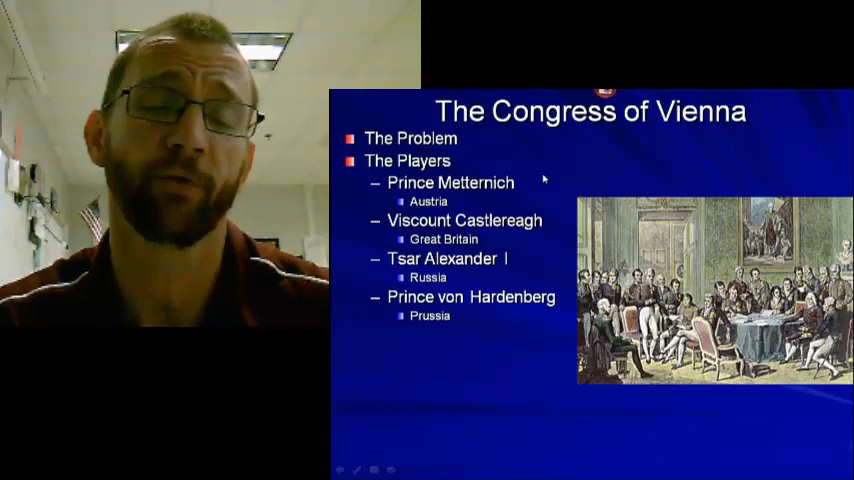 The Congress of Vienna
The Problem
The Players
– Prince Metternich
Austria
– Viscount Castlereagh
Great Britain
– Tsar Alexander I
Russia
– Prince von Hardenberg
Prussia